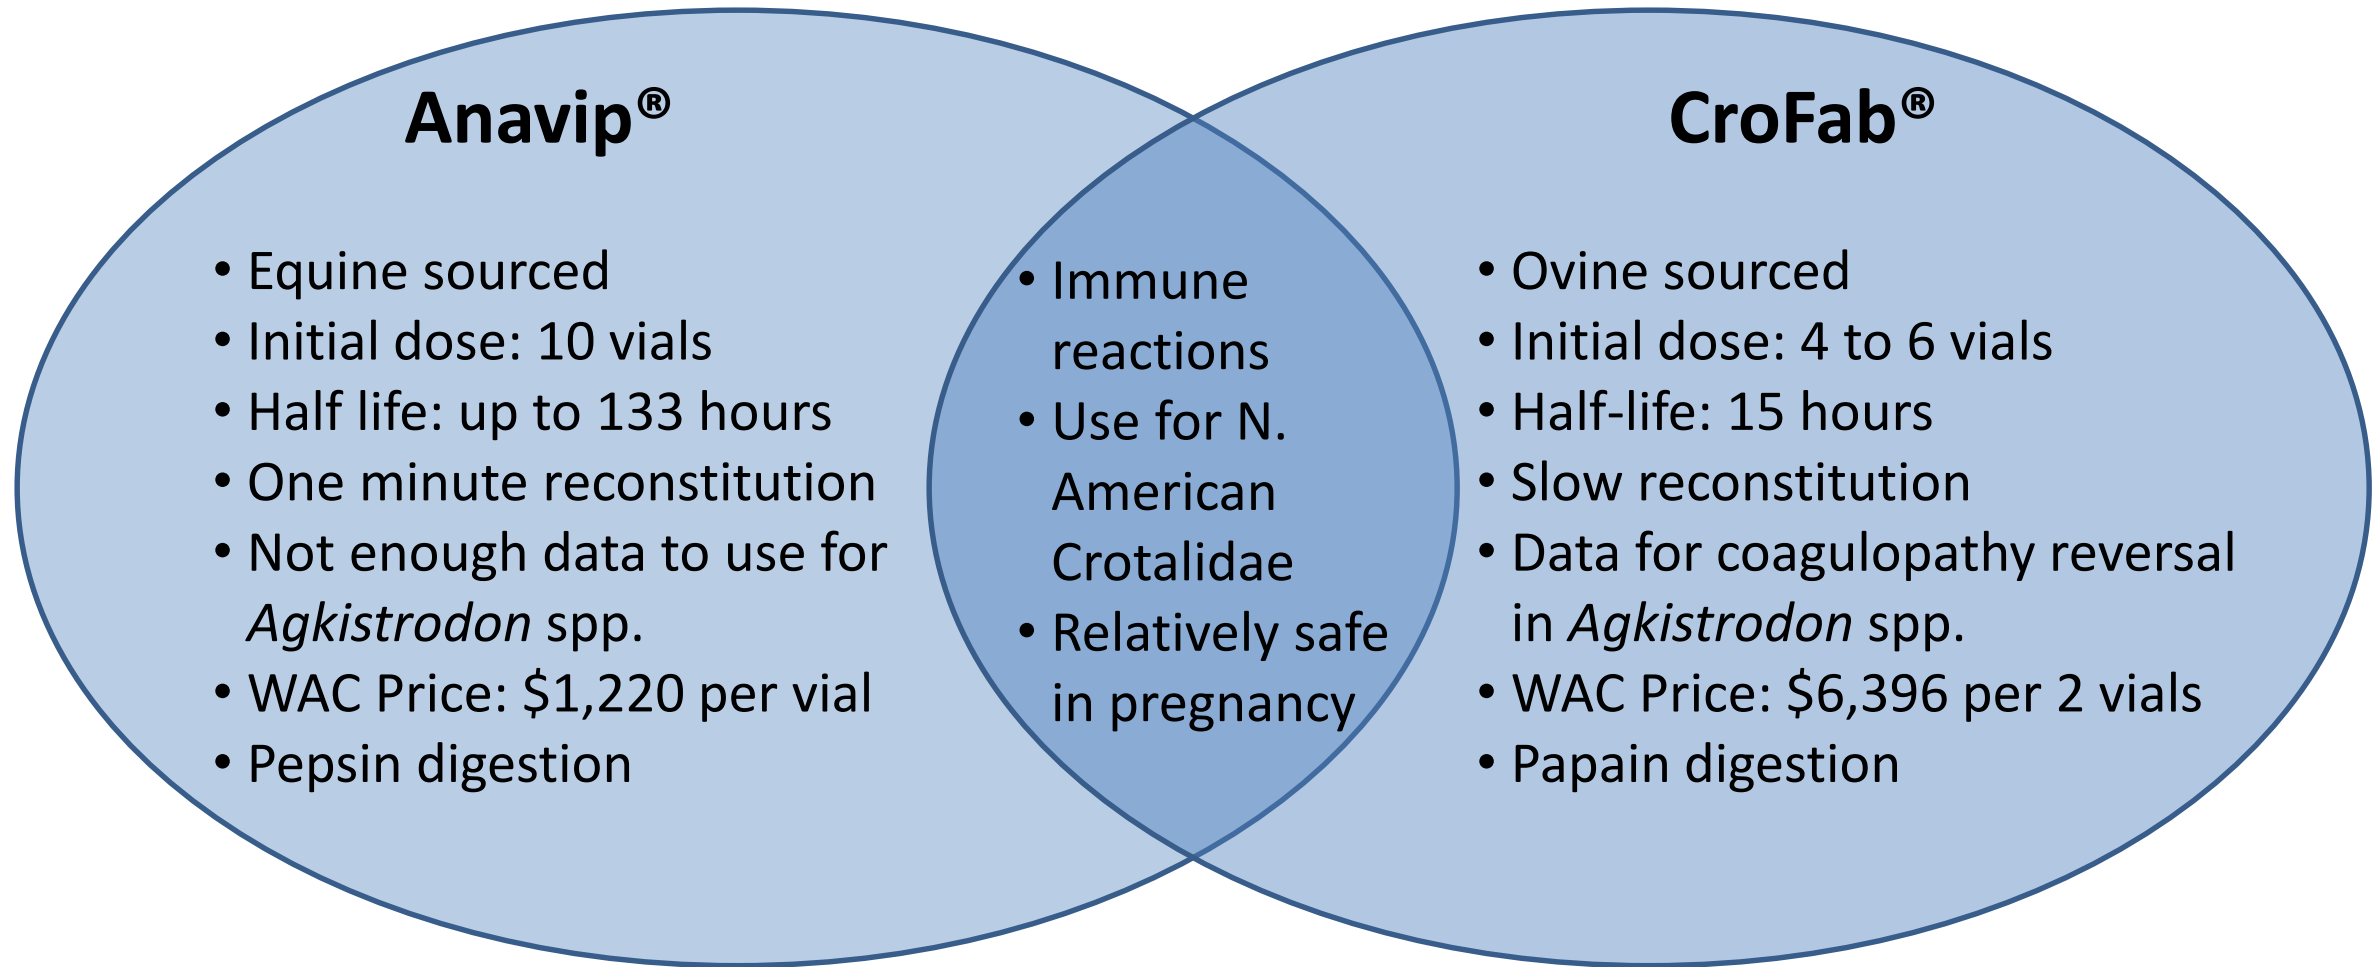 Anavip®
• Equine sourced
• Initial dose: 10 vials
• Half life: up to 133 hours
• One minute reconstitution
• Not enough data to use for
Agkistrodon spp.
• WAC Price: $1,220 per vial
• Pepsin digestion
• Immune
reactions
• Use for N.
American
Crotalidae
• Relatively safe
in pregnancy
CroFab®
• Ovine sourced
• Initial dose: 4 to 6 vials
• Half-life: 15 hours
• Slow reconstitution
• Data for coagulopathy reversal
in Agkistrodon spp.
• WAC Price: $6,396 per 2 vials
• Papain digestion